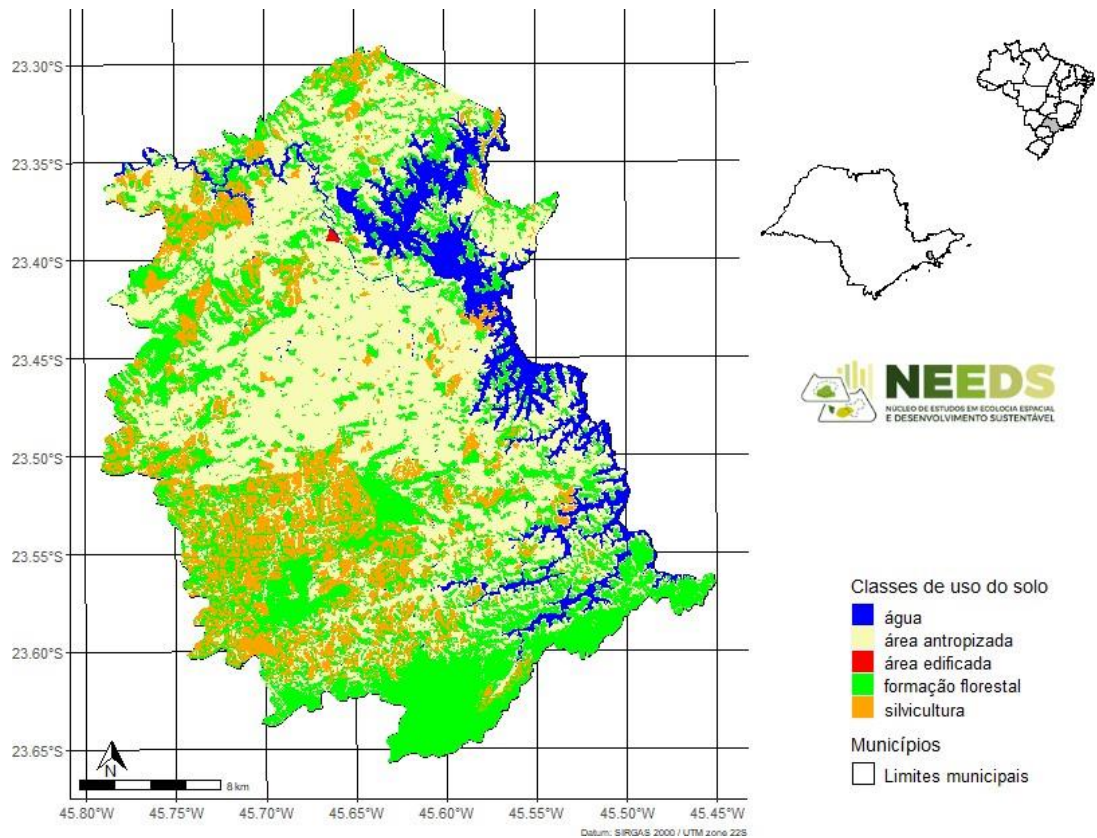 23.30°S
23.35°S
23.40°S
23.45°S
23.50°S
23.55°S
23.60°S
23.65°S
N
8 km
45.80°W 45.75°W 45.70°W 45.65°W 45.60°W 45.55°W 45.50°W 45.45°W
Datum: SIRGAS 2000 / UTM zone 22S
NEEDS
NÚCLEO DE ESTUDOS EM ECOLOGIA ESPACIAL
E DESENVOLVIMENTO SUSTENTÁVEL
Classes de uso do solo
água
área antropizada
área edificada
formação florestal
silvicultura
Municípios
Limites municipais